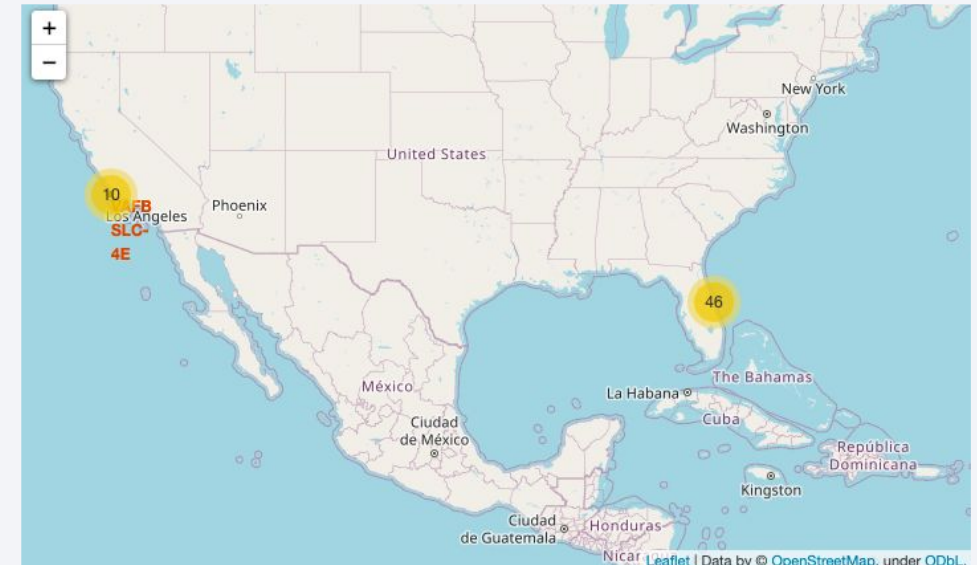 +
−
New York
Washington
United States
10
VAFB
Phoenix
Los Angeles
SLC-
4E
46
The Bahamas
México
La Habana
Cuba
Ciudad
de México
República
Dominicana
Kingston
Ciudad
de Guatemala
Honduras
Leaflet | Data by © OpenStreetMap, under ODbL.